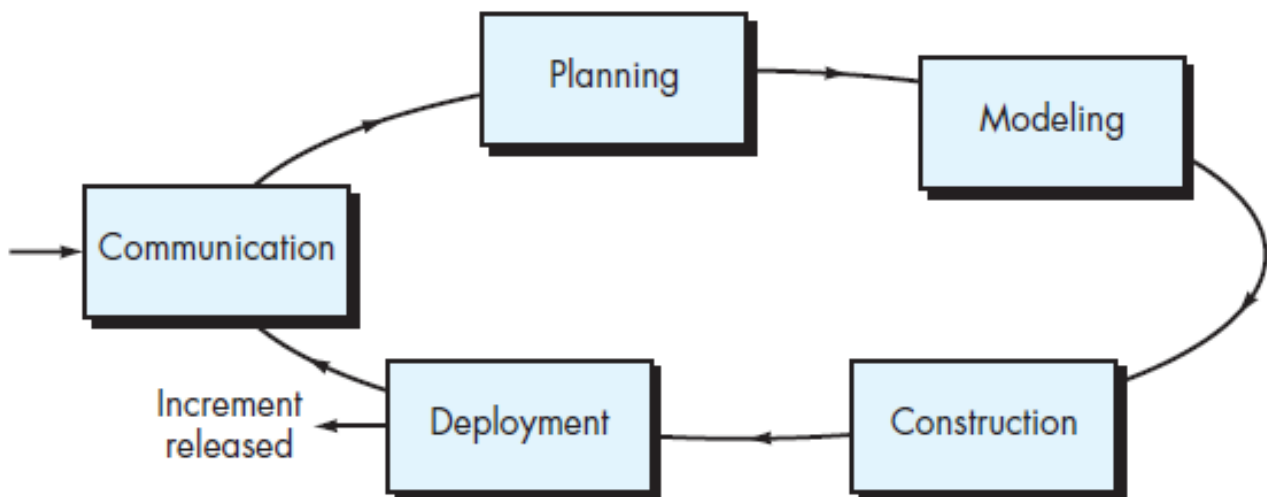 Planning
Modeling
Communication
Increment
released
Deployment
Construction